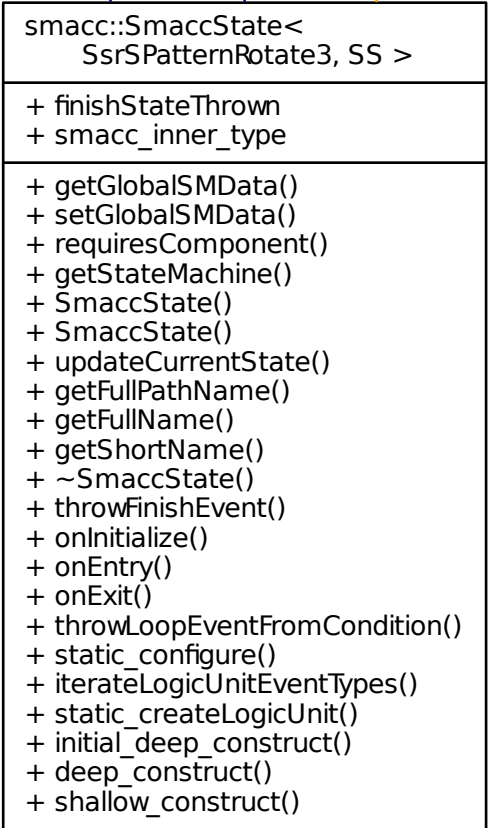 smacc::SmaccState<
SsrSPatternRotate3, SS >
+ finishStateThrown
+ smacc_inner_type
+ getGlobalSMData()
+ setGlobalSMData()
+ requiresComponent()
+ getStateMachine()
+ SmaccState()
+ SmaccState()
+ updateCurrentState()
+ getFullPathName()
+ getFullName()
+ getShortName()
+ ~SmaccState()
+ throwFinishEvent()
+ onInitialize()
+ onEntry()
+ onExit()
+ throwLoopEventFromCondition()
+ static_configure()
+ iterateLogicUnitEventTypes()
+ static_createLogicUnit()
+ initial_deep_construct()
+ deep_construct()
+ shallow_construct()